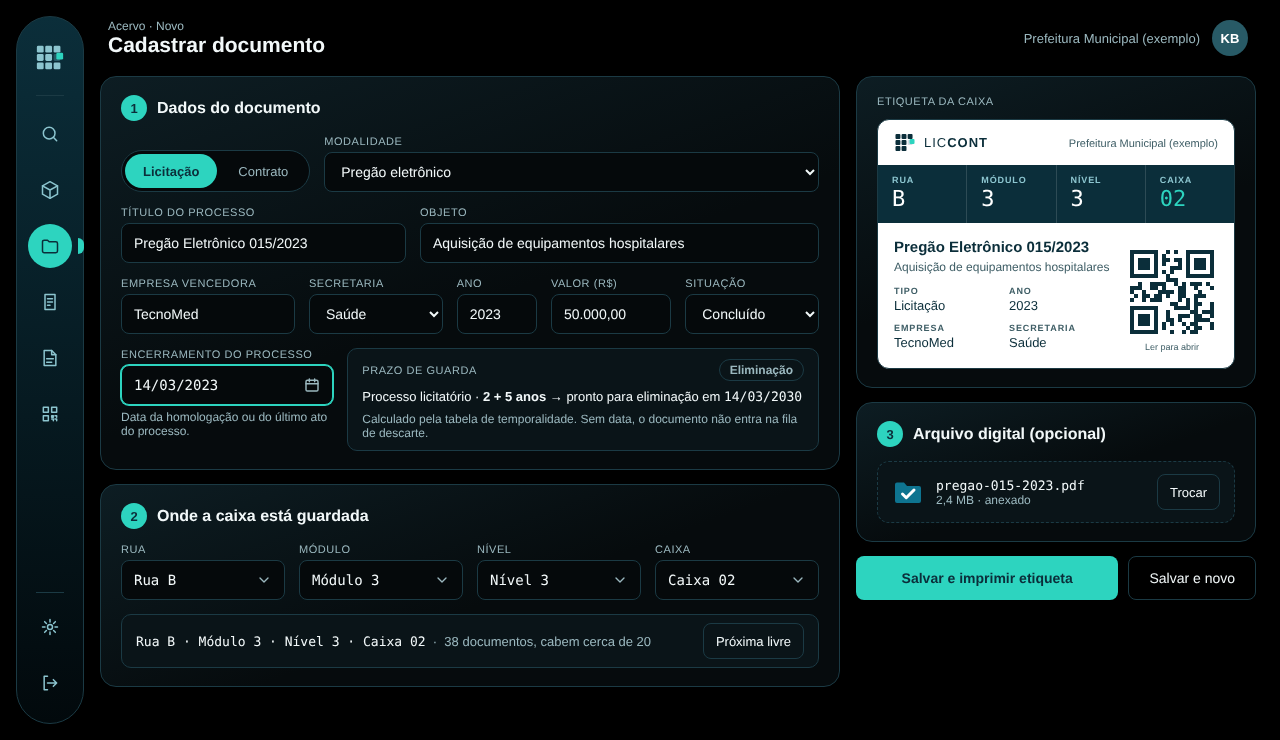 Acervo · Novo
Cadastrar documento
Prefeitura Municipal (exemplo)
KB
1
Dados do documento
Licitação
Contrato
MODALIDADE
Pregão eletrônico
TÍTULO DO PROCESSO
OBJETO
Pregão Eletrônico 015/2023
Aquisição de equipamentos hospitalares
EMPRESA VENCEDORA
SECRETARIA
ANO
VALOR (R$)
SITUAÇÃO
TecnoMed
Saúde
2023
50.000,00
Concluído
ENCERRAMENTO DO PROCESSO
14/03/2023
Data da homologação ou do último ato
do processo.
PRAZO DE GUARDA
Eliminação
Processo licitatório · 2 + 5 anos → pronto para eliminação em 14/03/2030
Calculado pela tabela de temporalidade. Sem data, o documento não entra na fila
de descarte.
2
Onde a caixa está guardada
RUA
MÓDULO
NÍVEL
CAIXA
Rua B
Módulo 3
Nível 3
Caixa 02
Rua B · Módulo 3 · Nível 3 · Caixa 02 · 38 documentos, cabem cerca de 20
Próxima livre
ETIQUETA DA CAIXA
LICCONT
Prefeitura Municipal (exemplo)
RUA
MÓDULO
NÍVEL
CAIXA
B
3
3
02
Pregão Eletrônico 015/2023
Aquisição de equipamentos hospitalares
TIPO
ANO
Licitação
2023
EMPRESA
SECRETARIA
TecnoMed
Saúde
Ler para abrir
3
Arquivo digital (opcional)
pregao-015-2023.pdf
2,4 MB · anexado
Trocar
Salvar e imprimir etiqueta
Salvar e novo